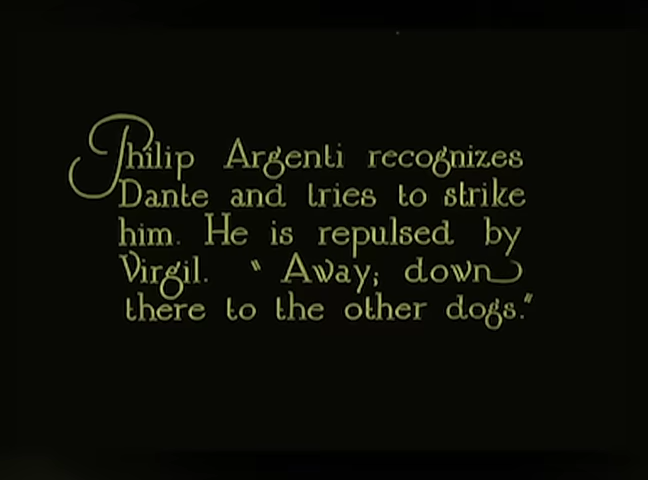 Philip Argenti recognizes
Dante and tries to strike
him. He is repulsed by
Virgil. "Away; down
there to the other dogs."